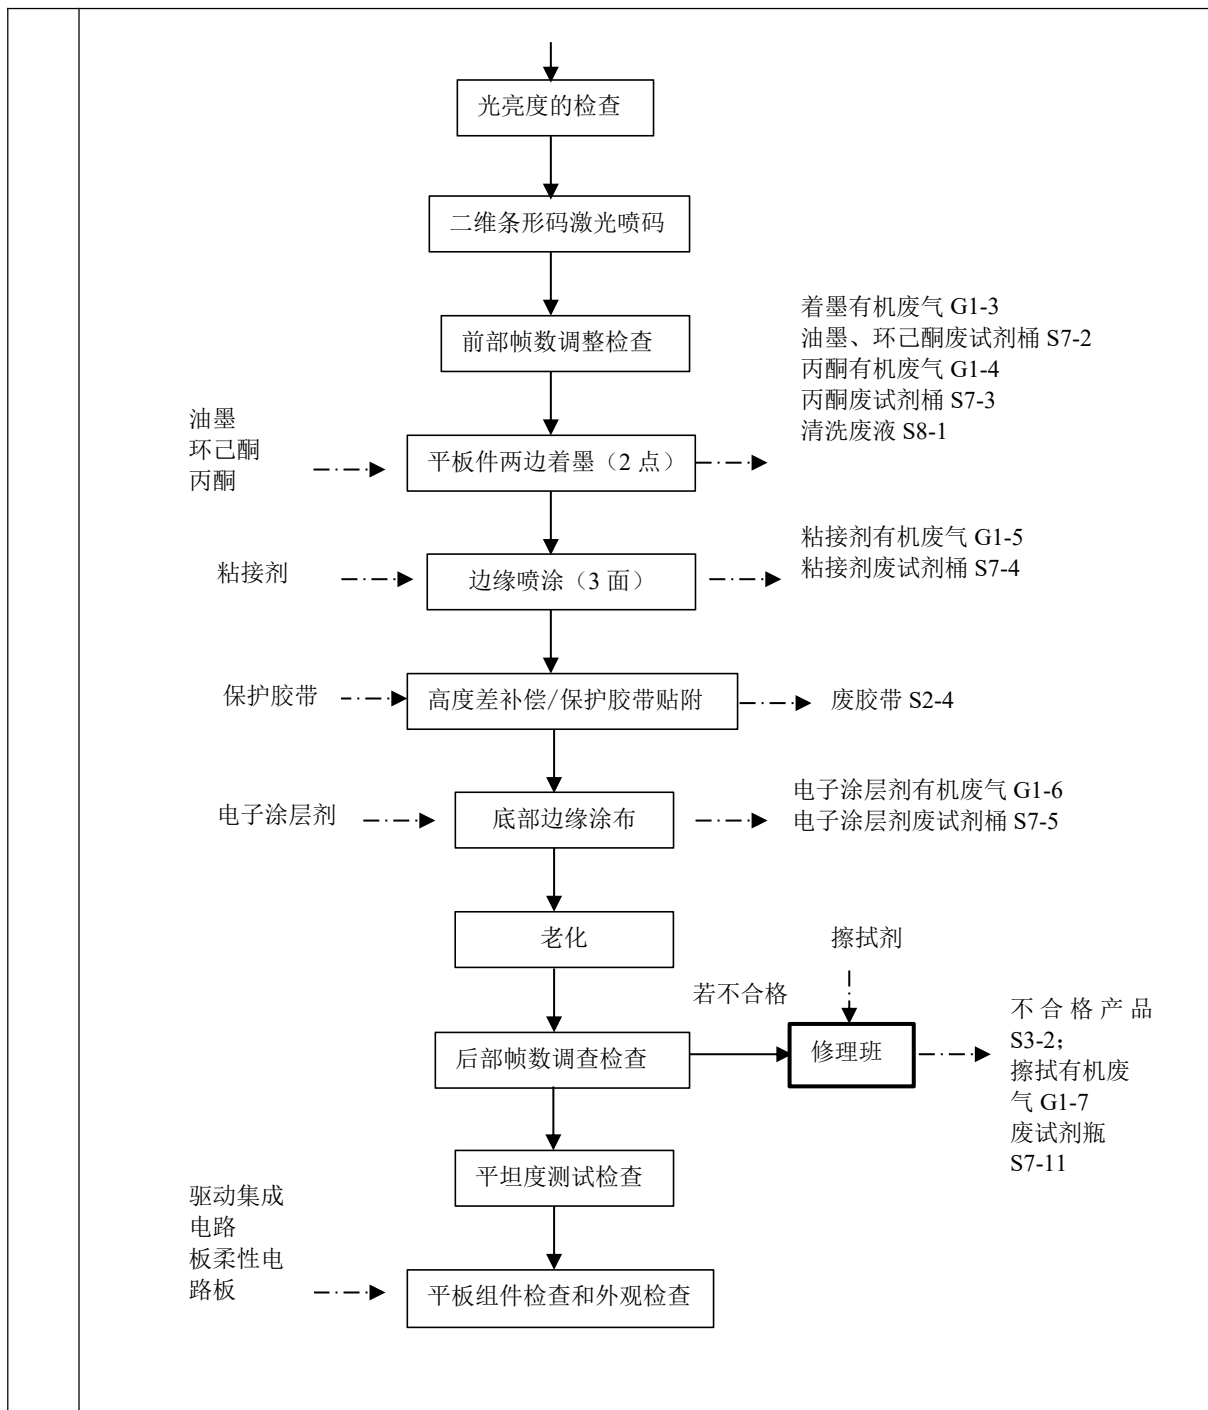 光亮度的检查
二维条形码激光喷码
前部帧数调整检查
着墨有机废气 G1-3
油墨、环己酮废试剂桶 S7-2
丙酮有机废气 G1-4
丙酮废试剂桶 S7-3
清洗废液 S8-1
油墨
环己酮
丙酮
平板件两边着墨（2 点）
粘接剂
边缘喷涂（3 面）
粘接剂有机废气 G1-5
粘接剂废试剂桶 S7-4
保护胶带
高度差补偿/保护胶带贴附
废胶带 S2-4
电子涂层剂
底部边缘涂布
电子涂层剂有机废气 G1-6
电子涂层剂废试剂桶 S7-5
老化
擦拭剂
若不合格
后部帧数调查检查
修理班
不合格产品
S3-2；
擦拭有机废
气 G1-7
废试剂瓶
S7-11
平坦度测试检查
驱动集成
电路
板柔性电
路板
平板组件检查和外观检查